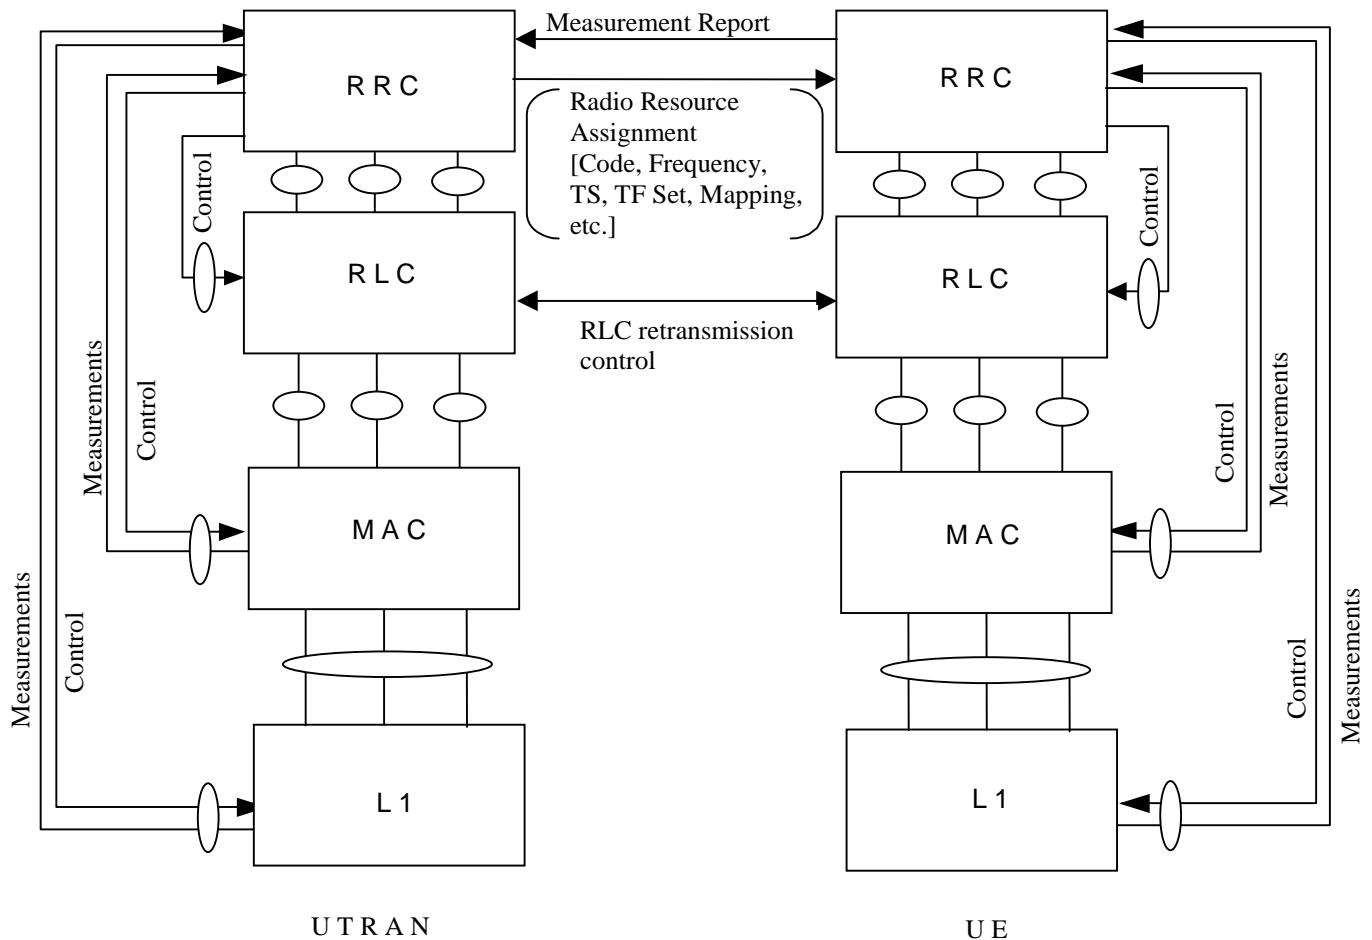 Measurement Report
R R C
R R C
Radio Resource
Assignment
[Code, Frequency,
TS, TF Set, Mapping,
etc.]
Control
Control
R L C
R L C
RLC retransmission
control
Measurements
Control
Control
Measurements
M A C
M A C
Measurements
Control
Control
Measurements
L 1
L 1
U T R A N
U E